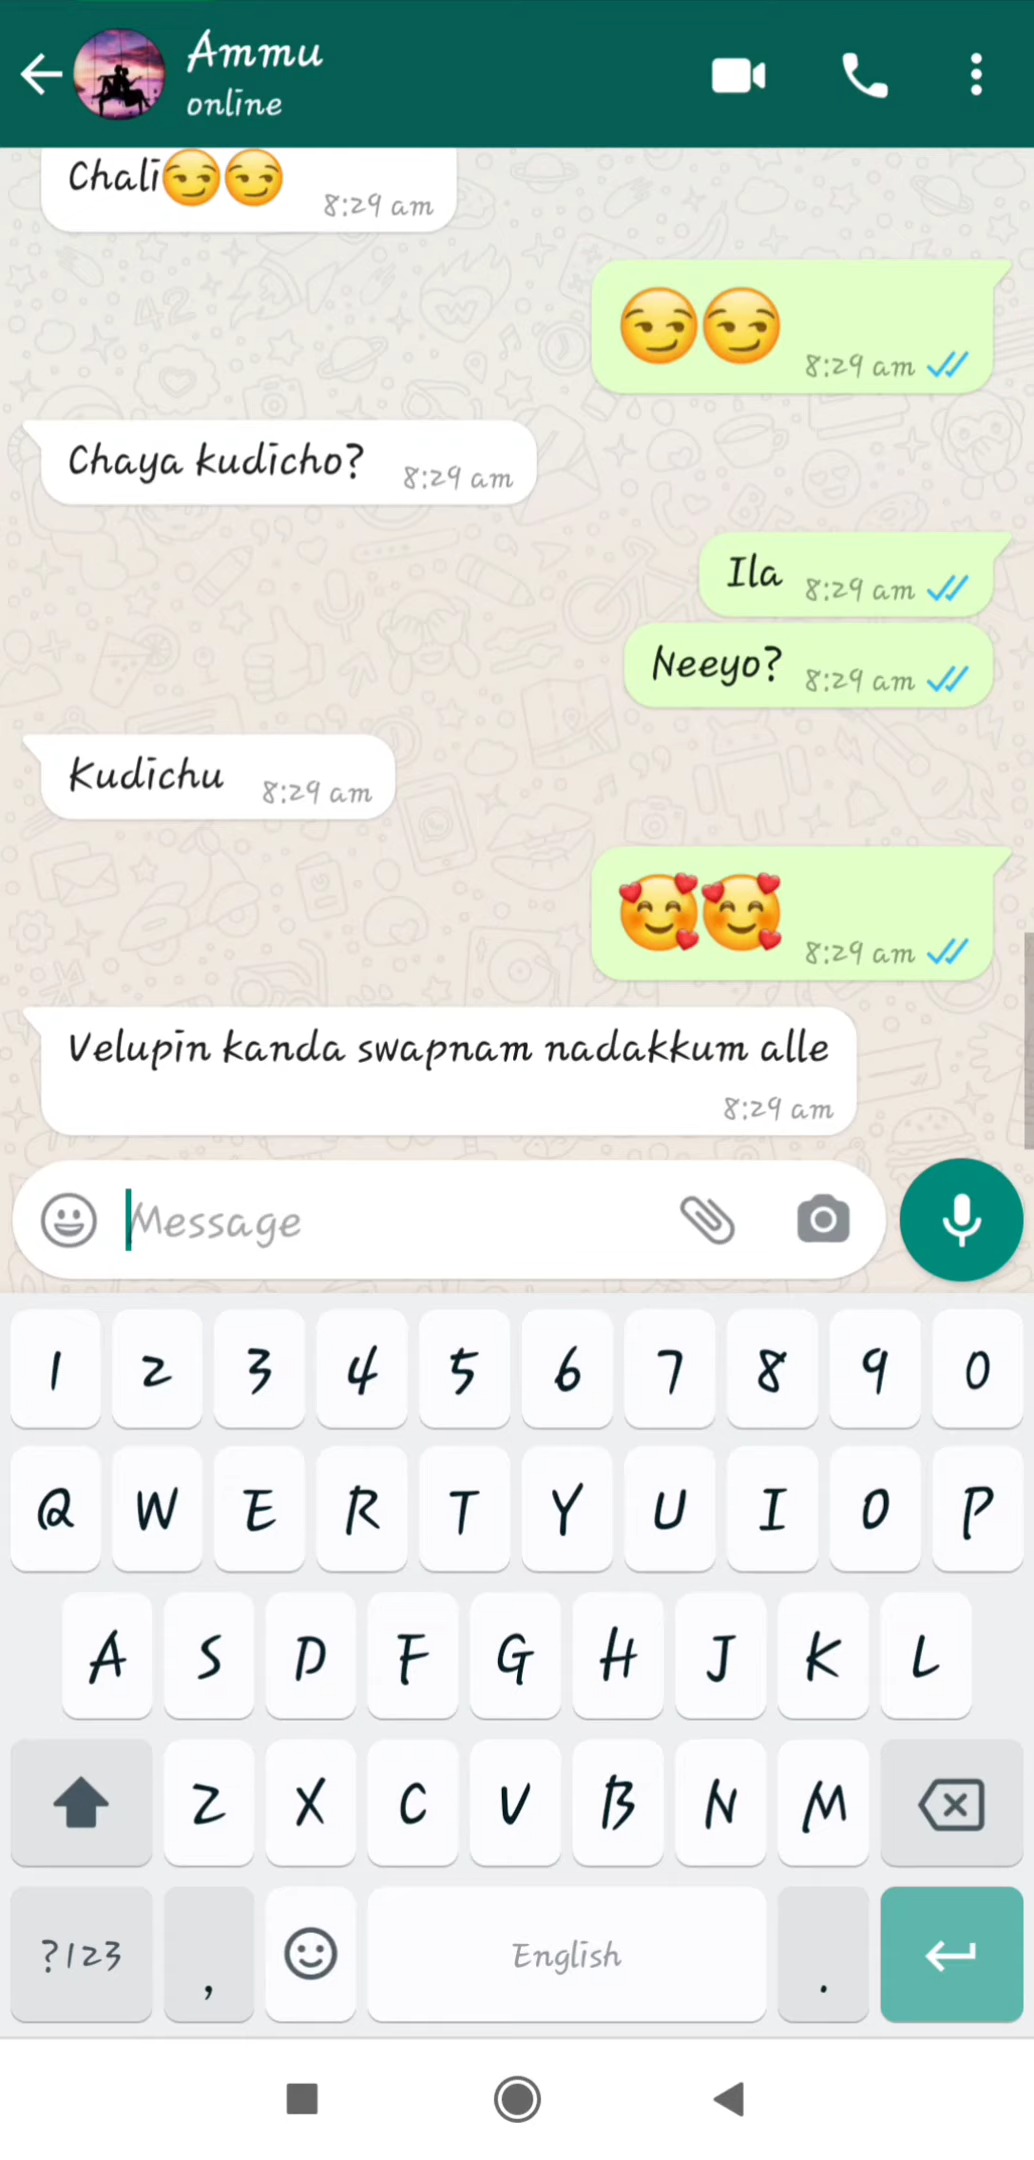 Ammu
online
Chali😏😏
8:29 am
😏😏
8:29 am
Chaya kudicho?
8:29 am
Ila
8:29 am
Neeyo?
8:29 am
Kudichu
8:29 am
🥰🥰
8:29 am
Velupin kanda swapnam nadakkum alle
8:29 am
Message
1 2 3 4 5 6 7 8 9 0
Q W E R T Y U I O P
A S D F G H J K L
Z X C V B N M
?123 , English .